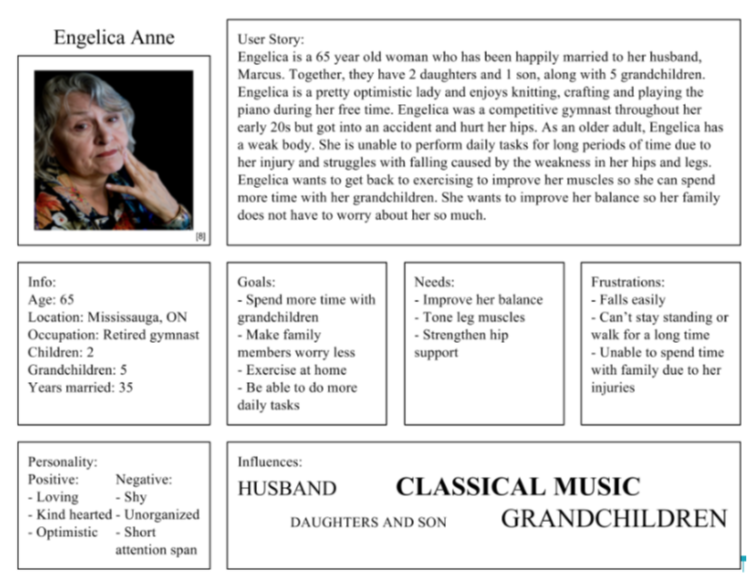 Engelica Anne
[8]
User Story:
Engelica is a 65 year old woman who has been happily married to her husband,
Marcus. Together, they have 2 daughters and 1 son, along with 5 grandchildren.
Engelica is a pretty optimistic lady and enjoys knitting, crafting and playing the
piano during her free time. Engelica was a competitive gymnast throughout her
early 20s but got into an accident and hurt her hips. As an older adult, Engelica has
a weak body. She is unable to perform daily tasks for long periods of time due to
her injury and struggles with falling caused by the weakness in her hips and legs.
Engelica wants to get back to exercising to improve her muscles so she can spend
more time with her grandchildren. She wants to improve her balance so her family
does not have to worry about her so much.
Info:
Age: 65
Location: Mississauga, ON
Occupation: Retired gymnast
Children: 2
Grandchildren: 5
Years married: 35
Goals:
- Spend more time with
grandchildren
- Make family
members worry less
- Exercise at home
- Be able to do more
daily tasks
Needs:
- Improve her balance
- Tone leg muscles
- Strengthen hip
support
Frustrations:
- Falls easily
- Can't stay standing or
walk for a long time
- Unable to spend time
with family due to her
injuries
Personality:
Positive:
- Loving
- Kind hearted
- Optimistic
Negative:
- Shy
- Unorganized
- Short
attention span
Influences:
HUSBAND
CLASSICAL MUSIC
DAUGHTERS AND SON
GRANDCHILDREN